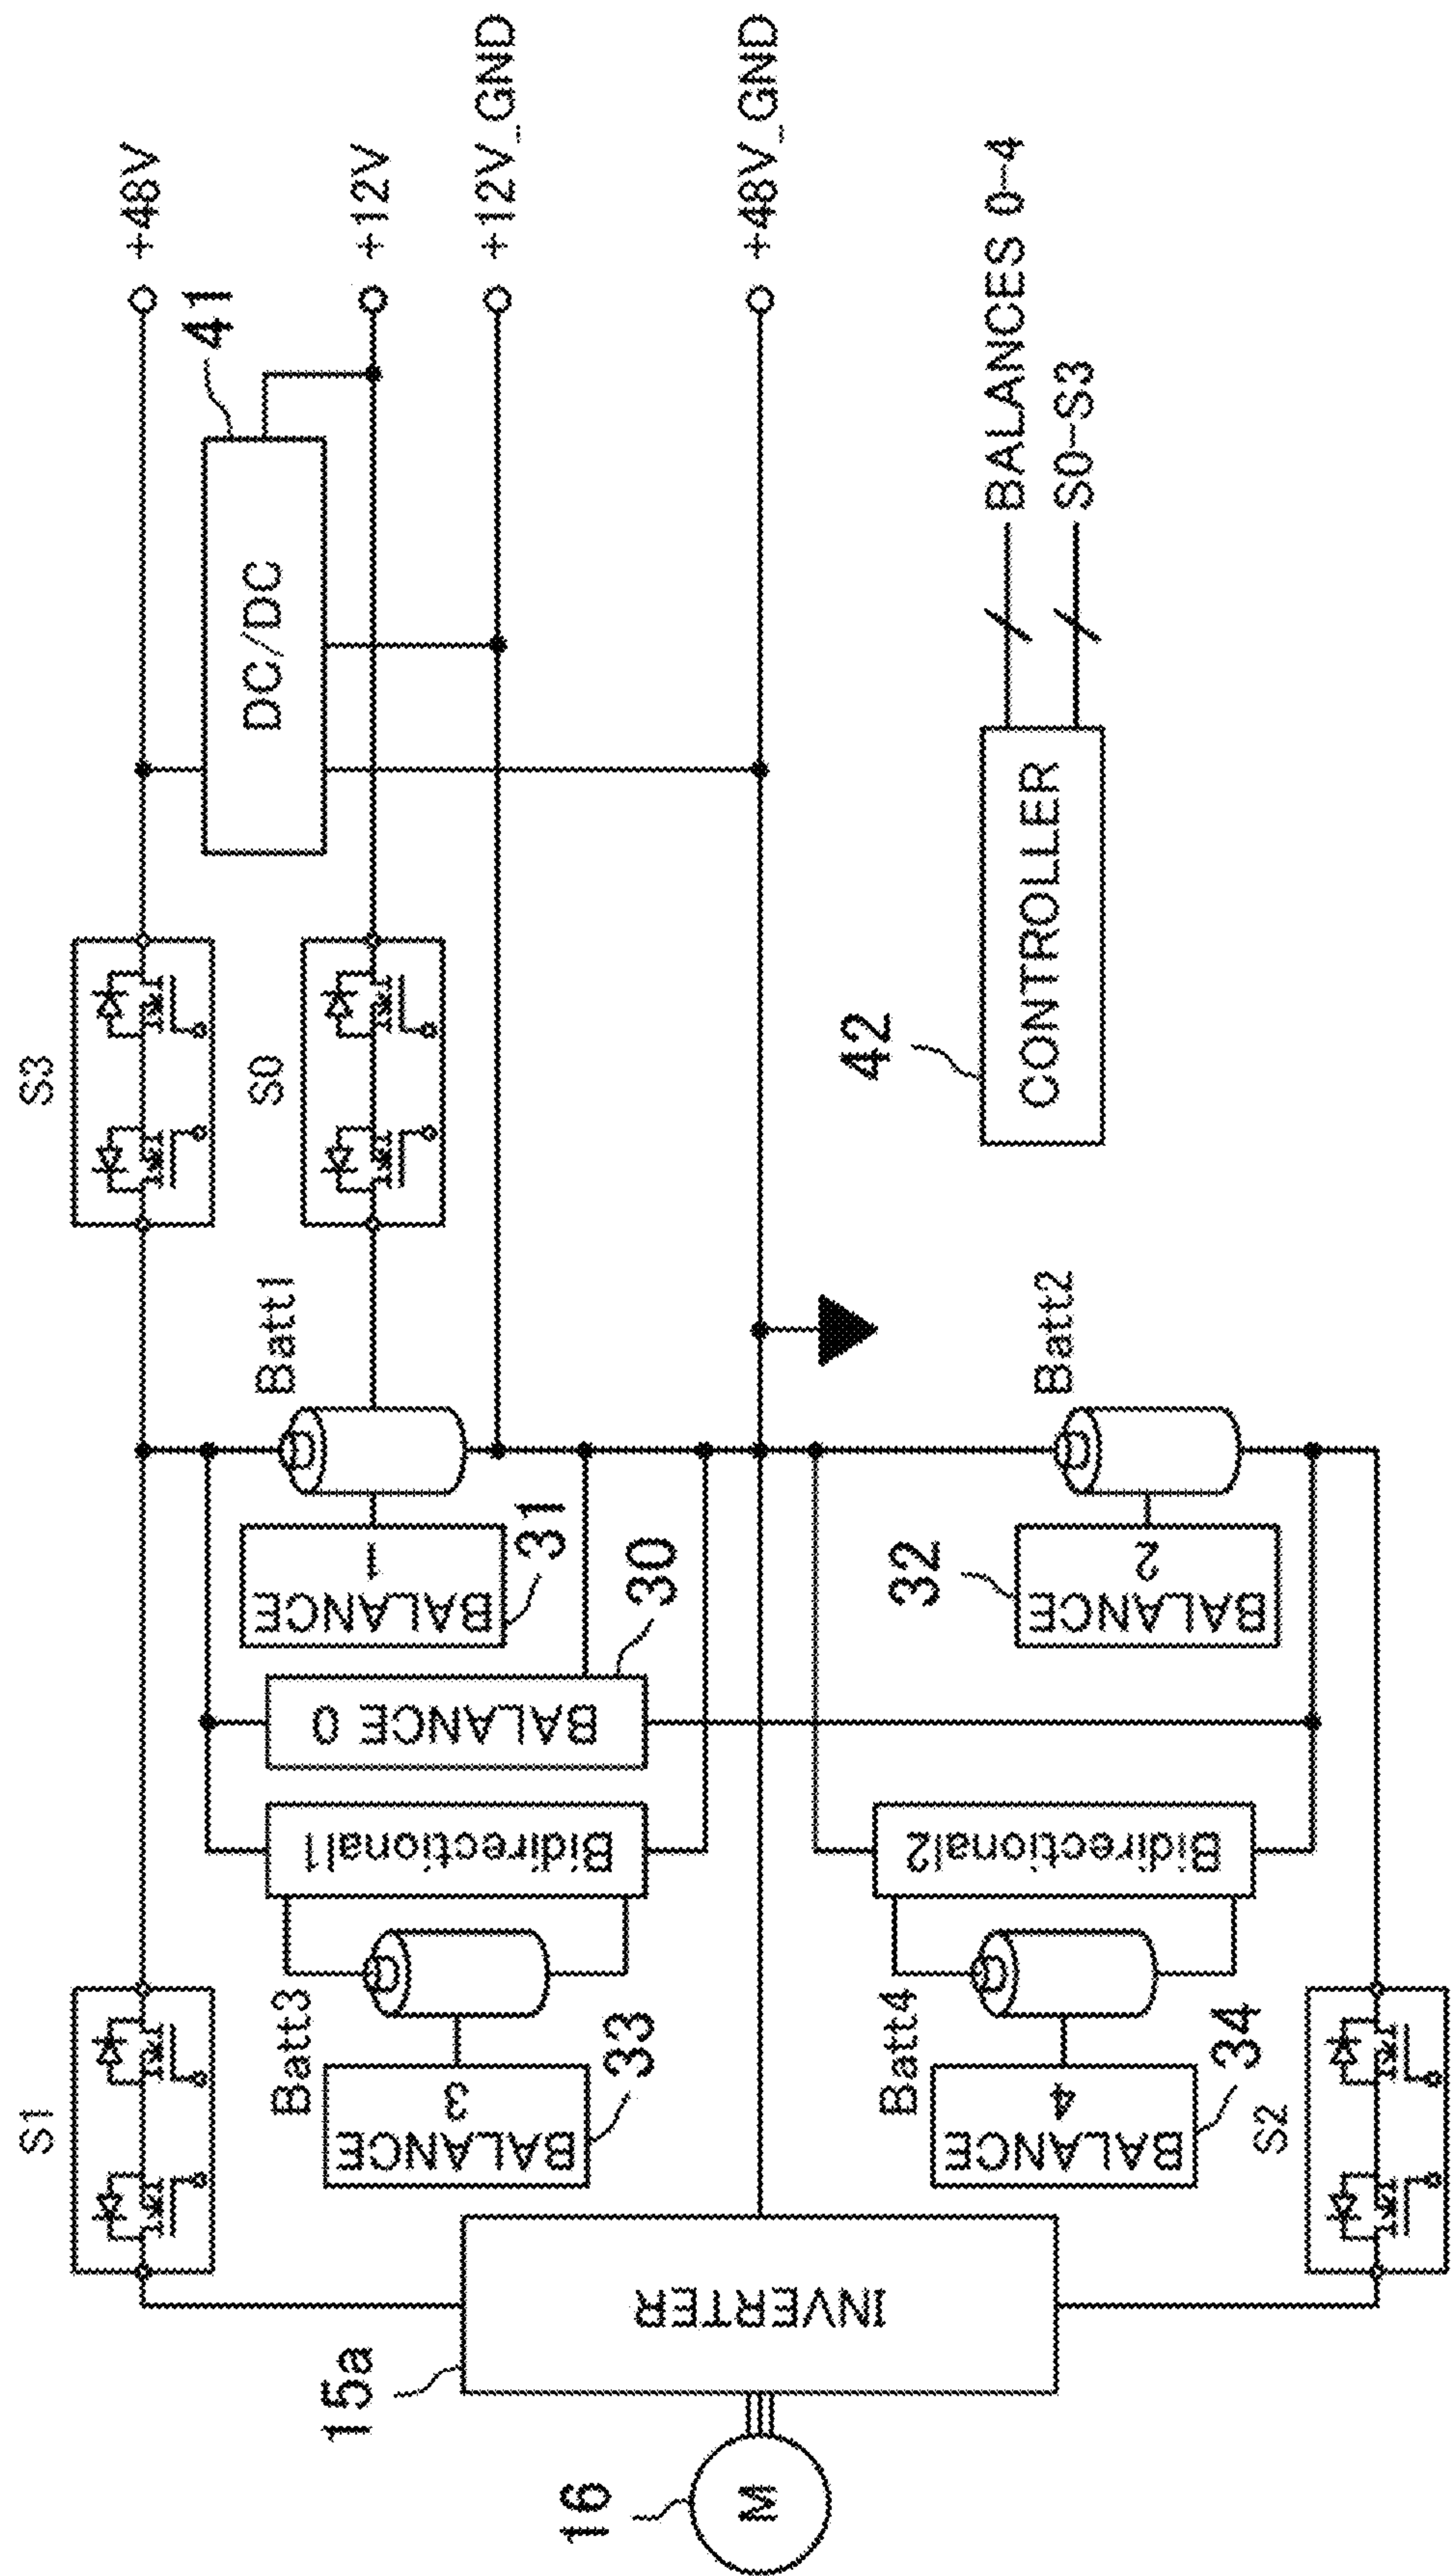 S1
S3
+48V
41
DC/DC
S0
+12V
Batt1
+12V_GND
BALANCE
1
31
BALANCE 0
30
Bidirectional1
Batt3
BALANCE
3
33
15a
INVERTER
16
M
+48V_GND
42
CONTROLLER
BALANCES 0-4
S0-S3
Batt2
32
BALANCE
2
Bidirectional2
Batt4
BALANCE
4
34
S2